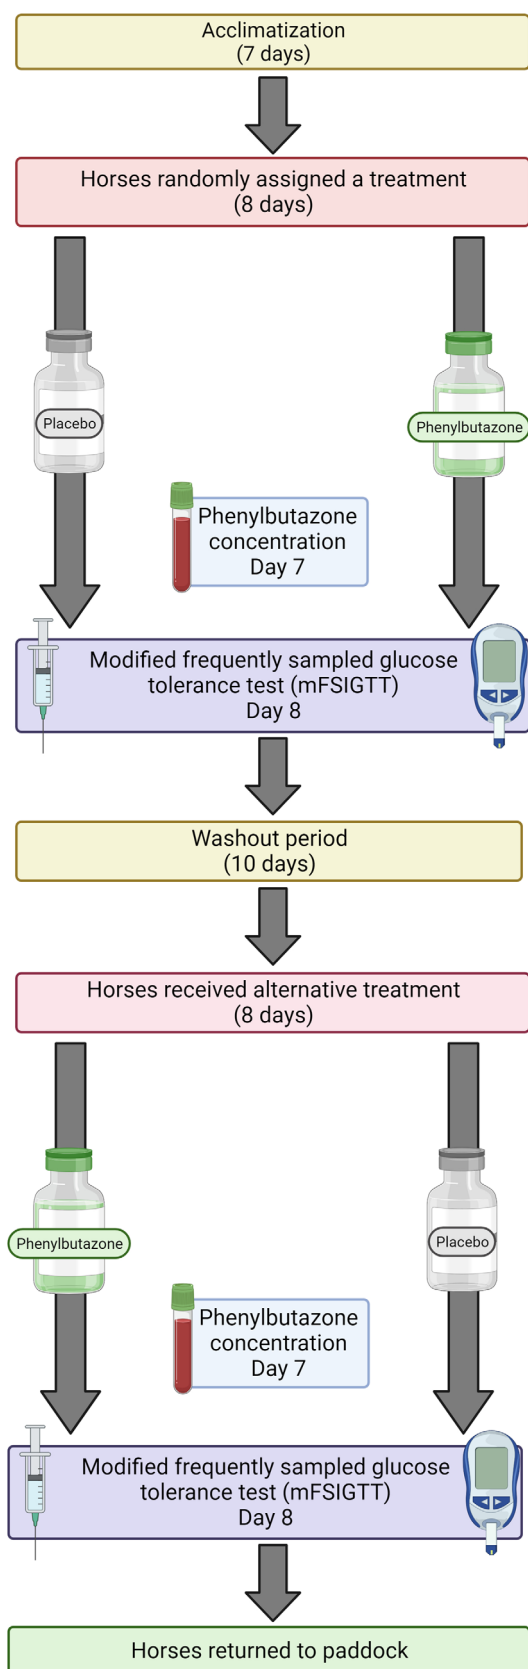 Acclimatization
(7 days)
Horses randomly assigned a treatment
(8 days)
Placebo
Phenylbutazone
Phenylbutazone
concentration
Day 7
Modified frequently sampled glucose
tolerance test (mFSIGTT)
Day 8
Washout period
(10 days)
Horses received alternative treatment
(8 days)
Phenylbutazone
Placebo
Phenylbutazone
concentration
Day 7
Modified frequently sampled glucose
tolerance test (mFSIGTT)
Day 8
Horses returned to paddock